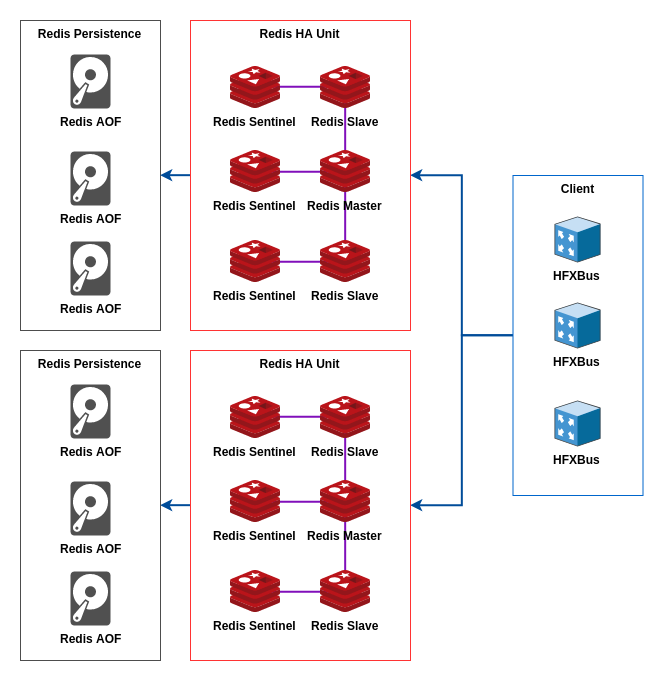 Redis Persistence
Redis AOF
Redis AOF
Redis AOF
Redis HA Unit
Redis Sentinel Redis Slave
Redis Sentinel Redis Master
Redis Sentinel Redis Slave
Client
HFXBus
HFXBus
HFXBus
Redis Persistence
Redis AOF
Redis AOF
Redis AOF
Redis HA Unit
Redis Sentinel Redis Slave
Redis Sentinel Redis Master
Redis Sentinel Redis Slave